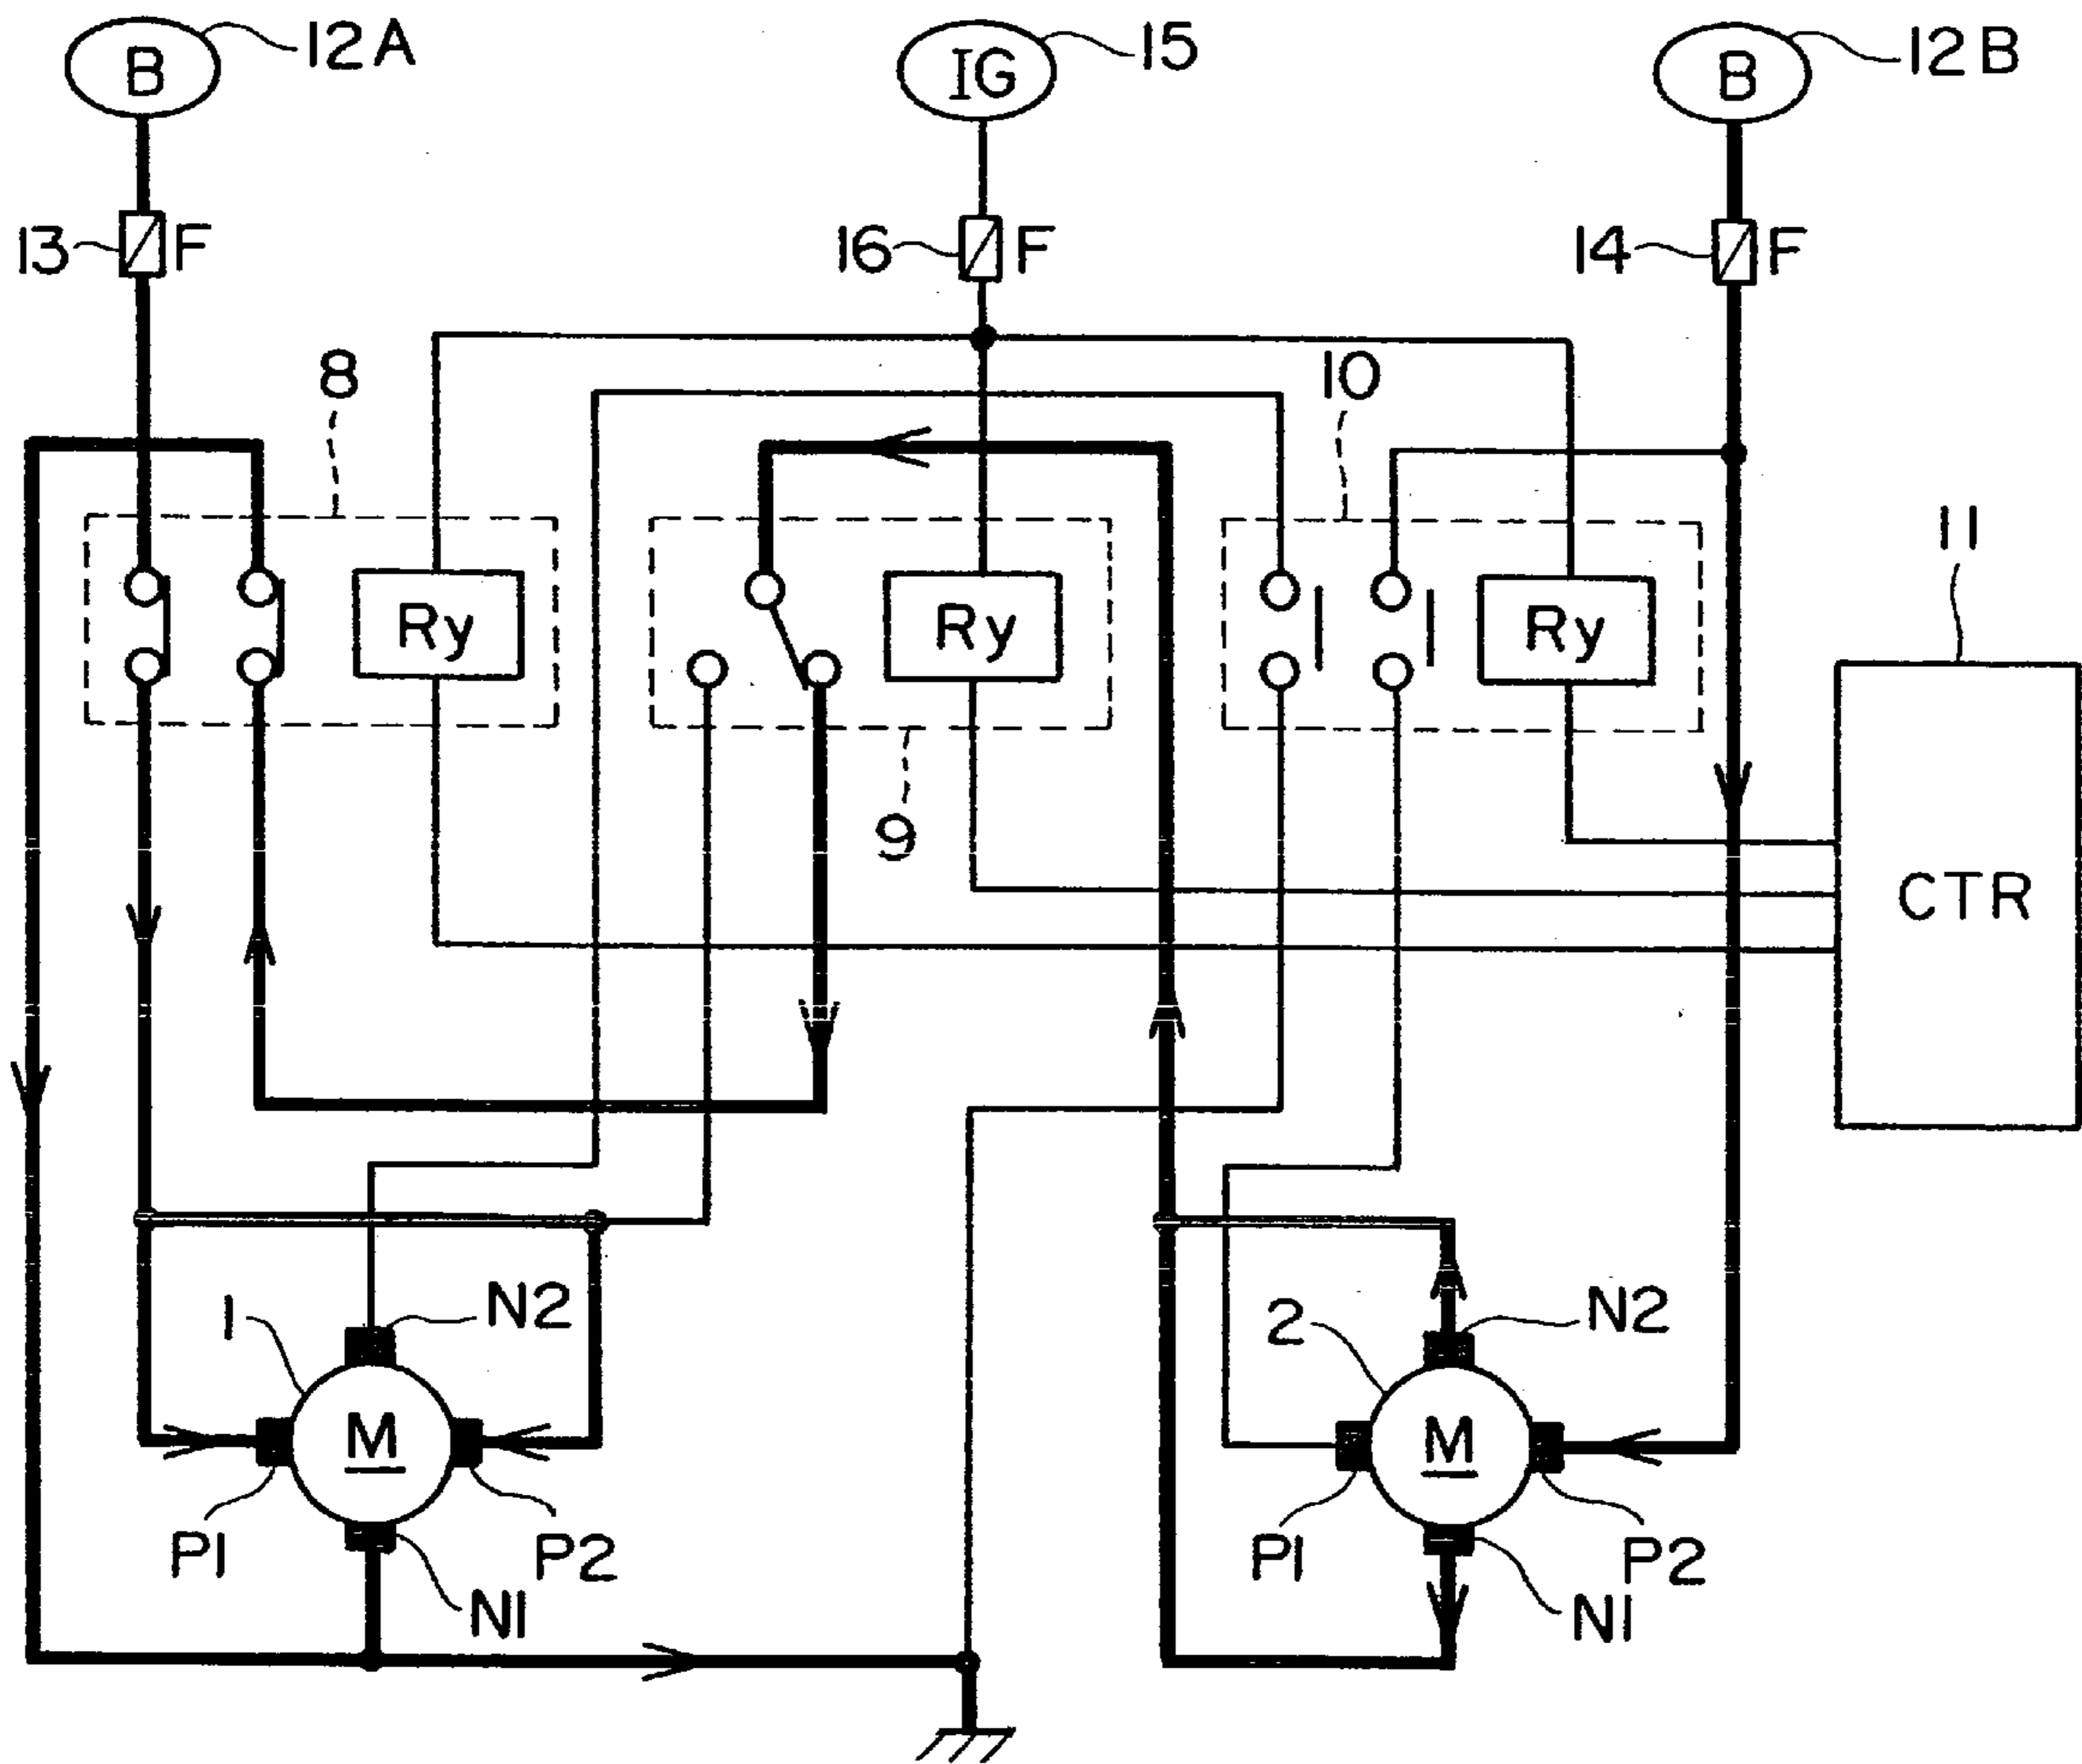 B 12A IG 15 B 12B
13 F 16 F 14 F
8 10
11
Ry Ry Ry
9
CTR
1 N2 2 N2
M M
P1 P2 P1 P2
N1 N1